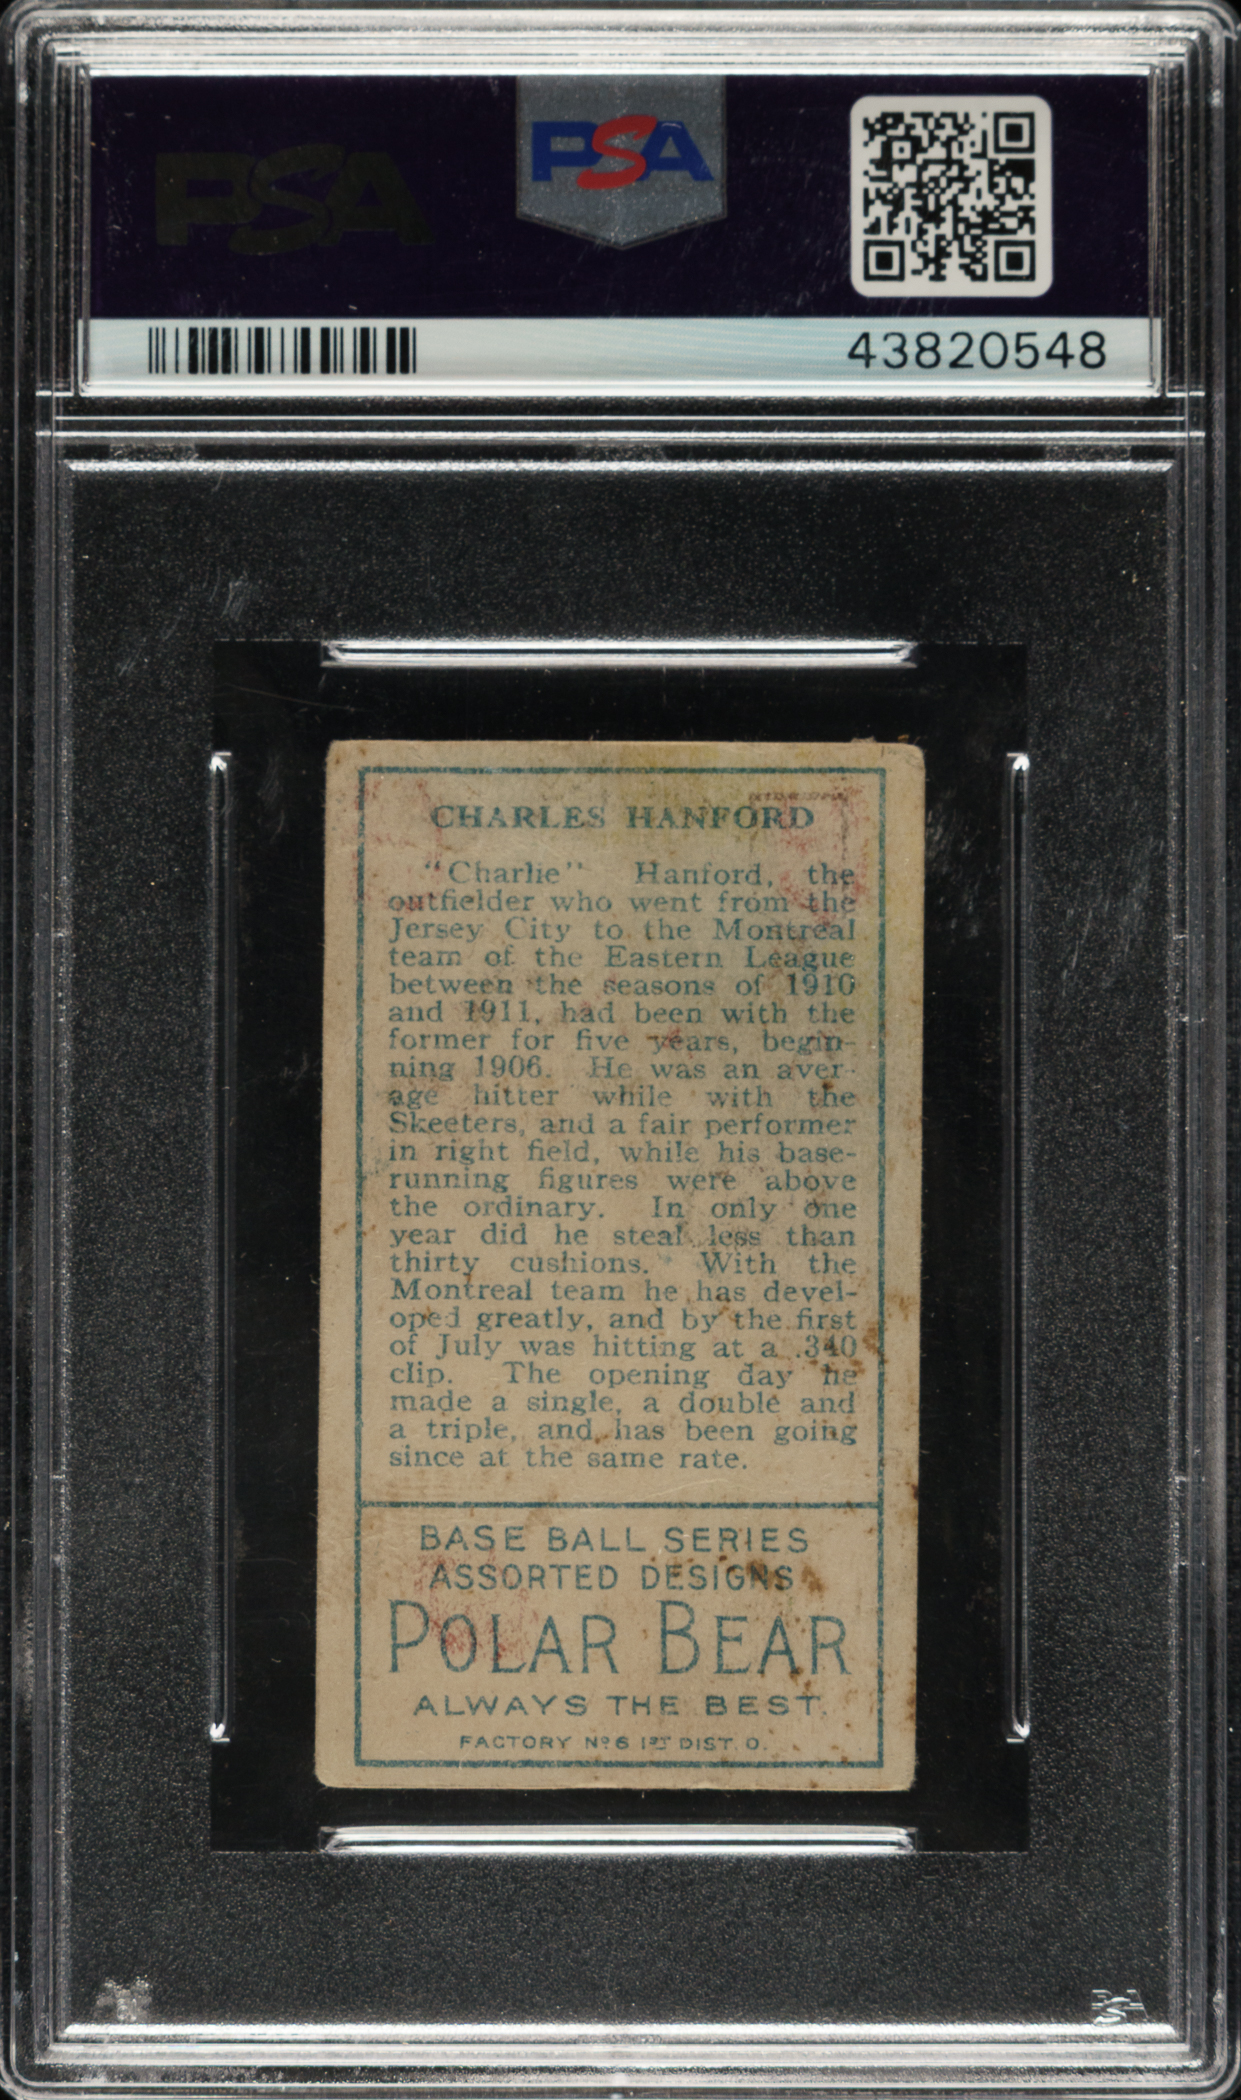 PSA
PSA
43820548
CHARLES HANFORD
"Charlie" Hanford, the
outfielder who went from the
Jersey City to the Montreal
team of the Eastern League
between the seasons of 1910
and 1911, had been with the
former for five years, begin-
ning 1906. He was an aver-
age hitter while with the
Skeeters, and a fair performer
in right field, while his base-
running figures were above
the ordinary. In only one
year did he steal less than
thirty cushions. With the
Montreal team he has devel-
oped greatly, and by the first
of July was hitting at a .340
clip. The opening day he
made a single, a double and
a triple, and has been going
since at the same rate.
BASE BALL SERIES
ASSORTED DESIGNS
POLAR BEAR
ALWAYS THE BEST.
FACTORY Nº 6 1ST DIST. O.
PSA